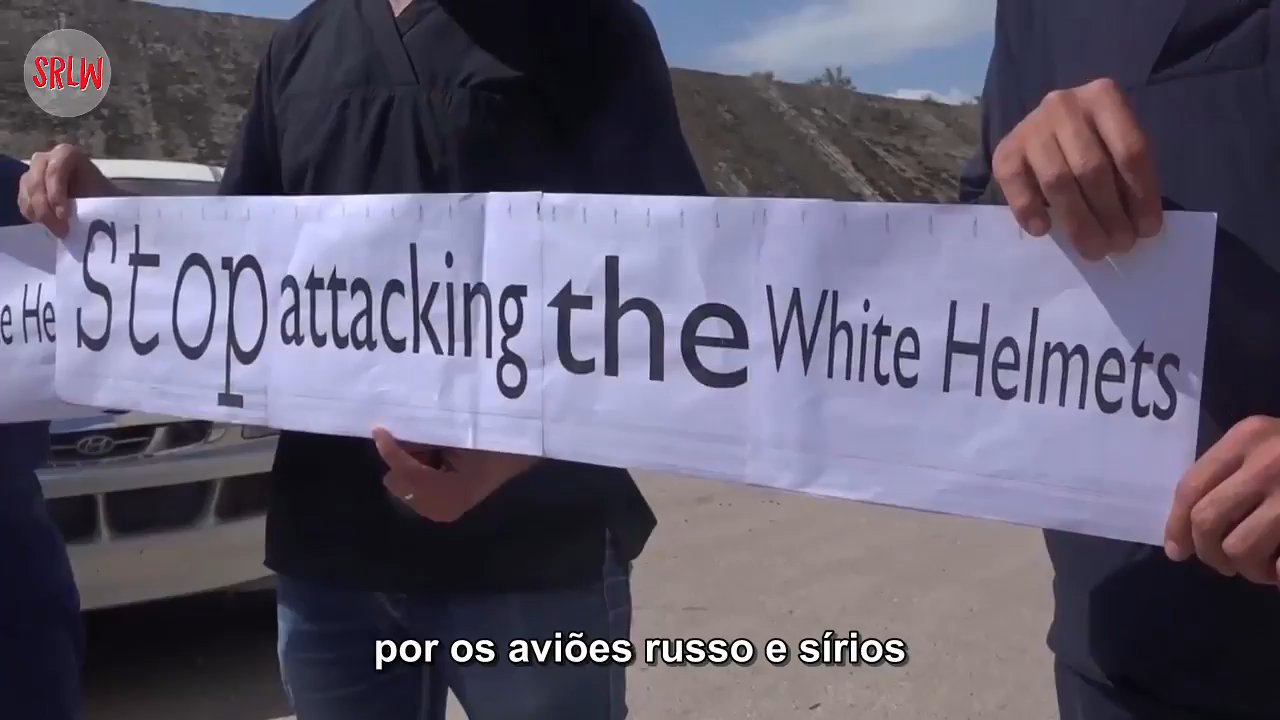 SRLW
e He
Stop attacking the White Helmets
por os aviões russo e sírios